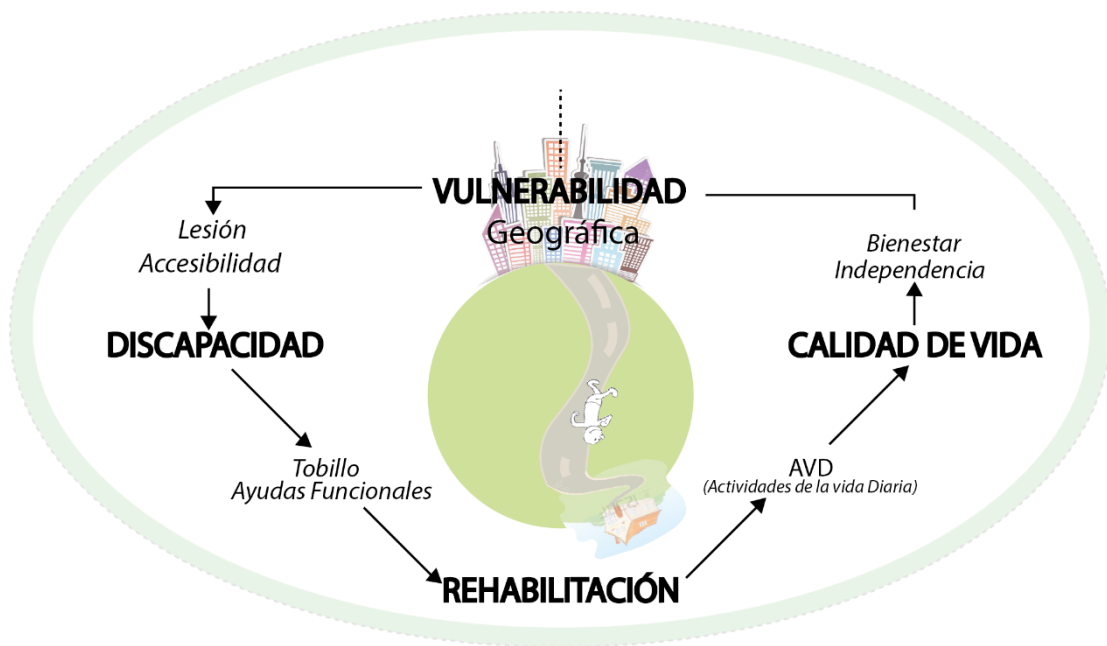 VULNERABILIDAD
Geográfica
Lesión
Accesibilidad
DISCAPACIDAD
Tobillo
Ayudas Funcionales
REHABILITACIÓN
AVD
(Actividades de la vida Diaria)
CALIDAD DE VIDA
Bienestar
Independencia